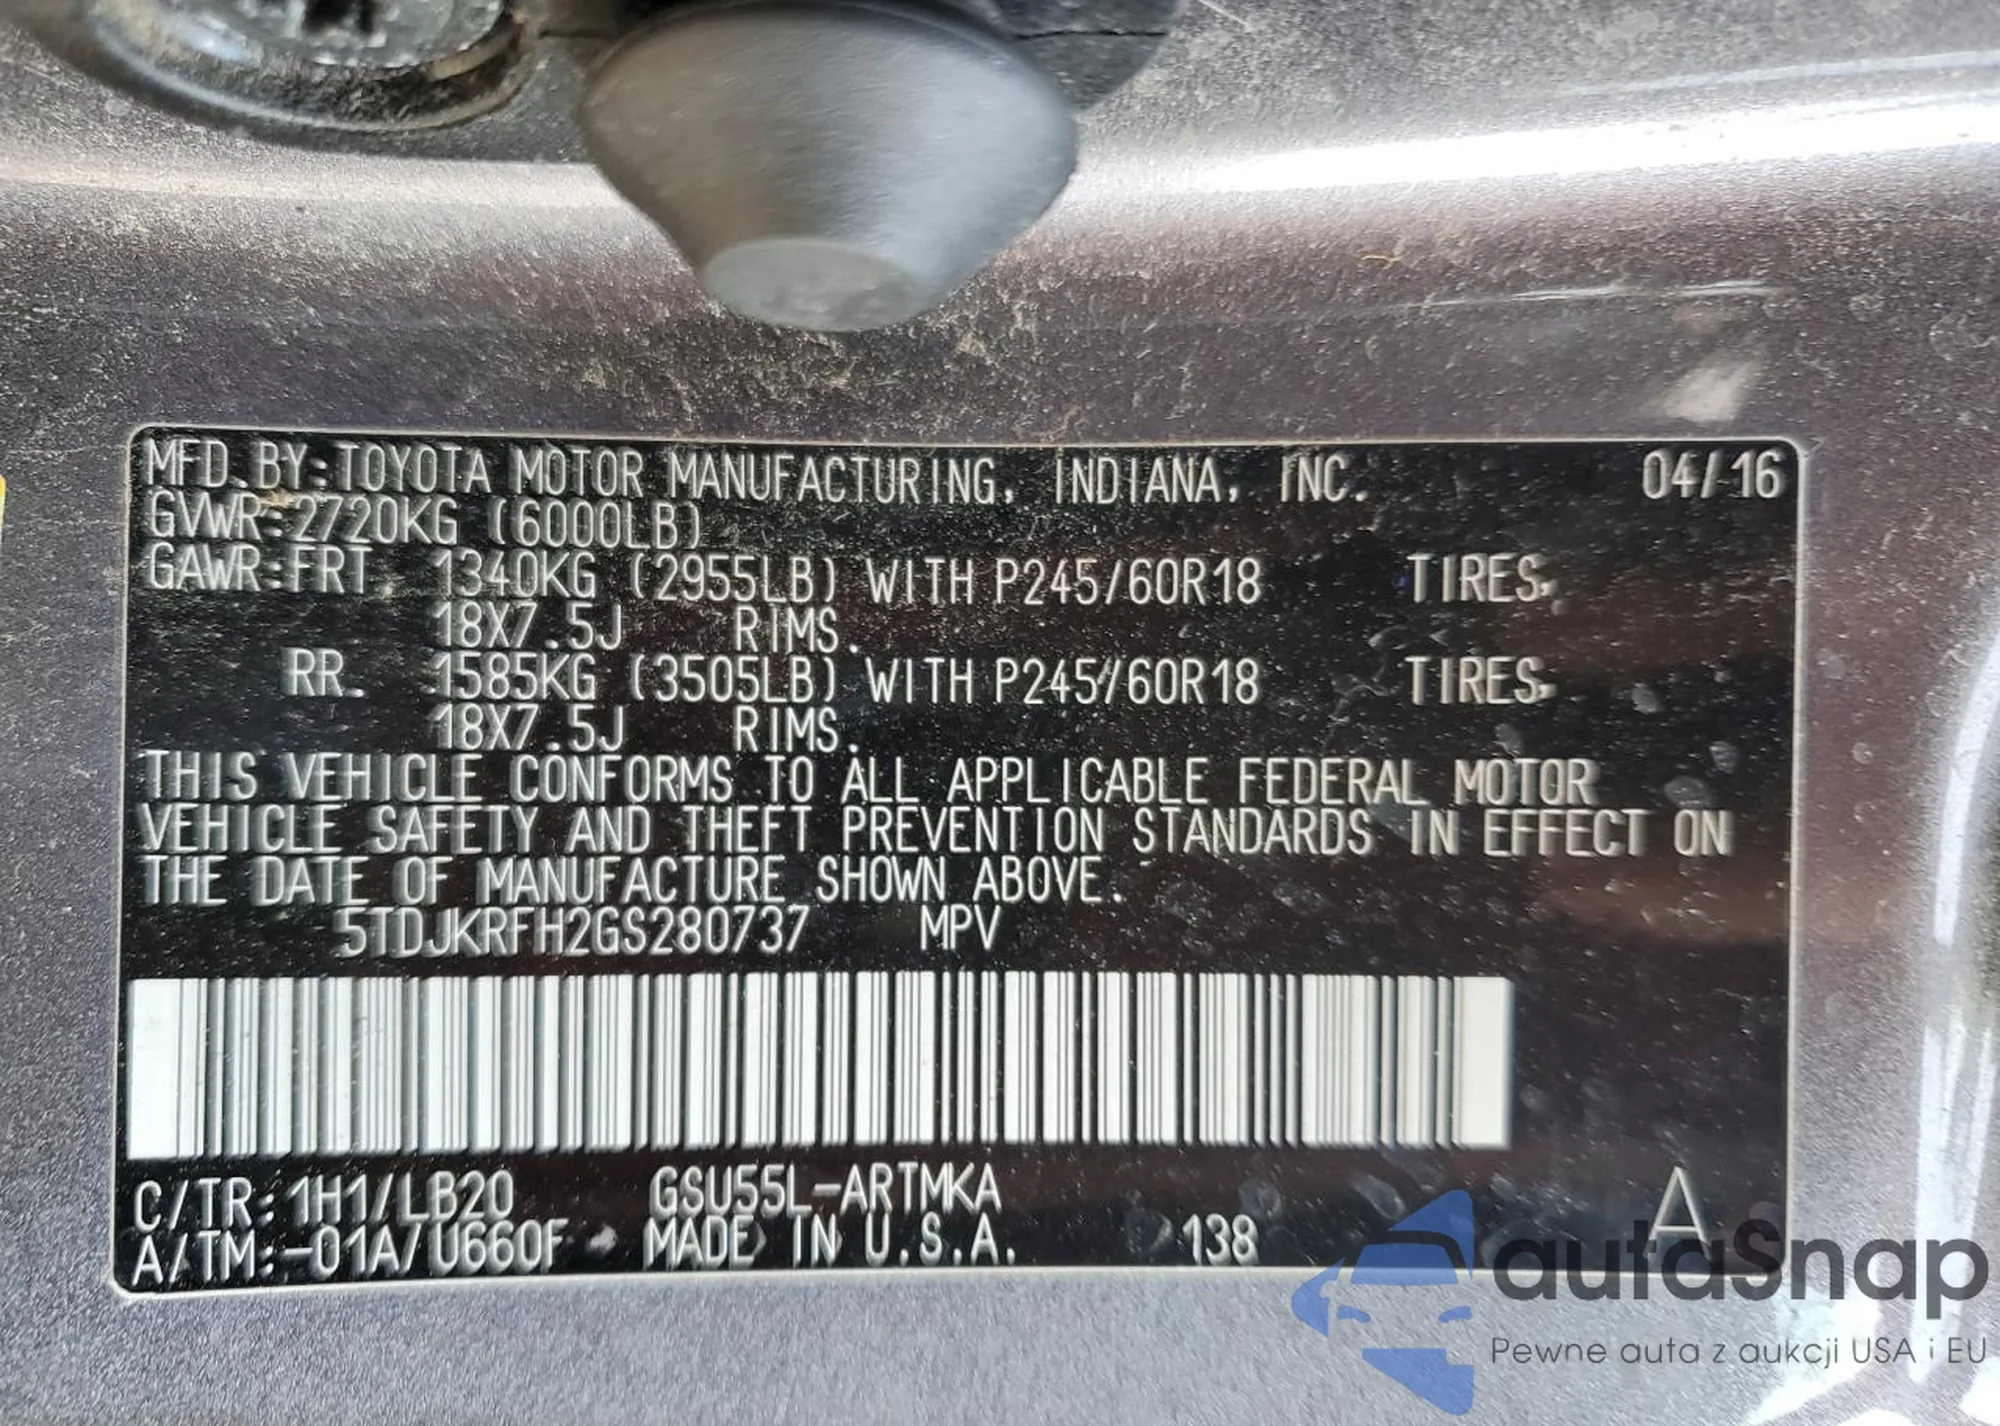 MFD. BY: TOYOTA MOTOR MANUFACTURING, INDIANA, INC. 04/16
GVWR: 2720KG (6000LB)
GAWR: FRT. 1340KG (2955LB) WITH P245/60R18 TIRES,
18X7.5J RIMS.
RR. 1585KG (3505LB) WITH P245/60R18 TIRES,
18X7.5J RIMS.
THIS VEHICLE CONFORMS TO ALL APPLICABLE FEDERAL MOTOR
VEHICLE SAFETY AND THEFT PREVENTION STANDARDS IN EFFECT ON
THE DATE OF MANUFACTURE SHOWN ABOVE.
5TDJKRFH2GS280737 MPV
C/TR: 1H1/LB20 GSU55L-ARTMKA A
A/TM: -01A/U660F MADE IN U.S.A. 138
autasnap
Pewne auta z aukcji USA i EU